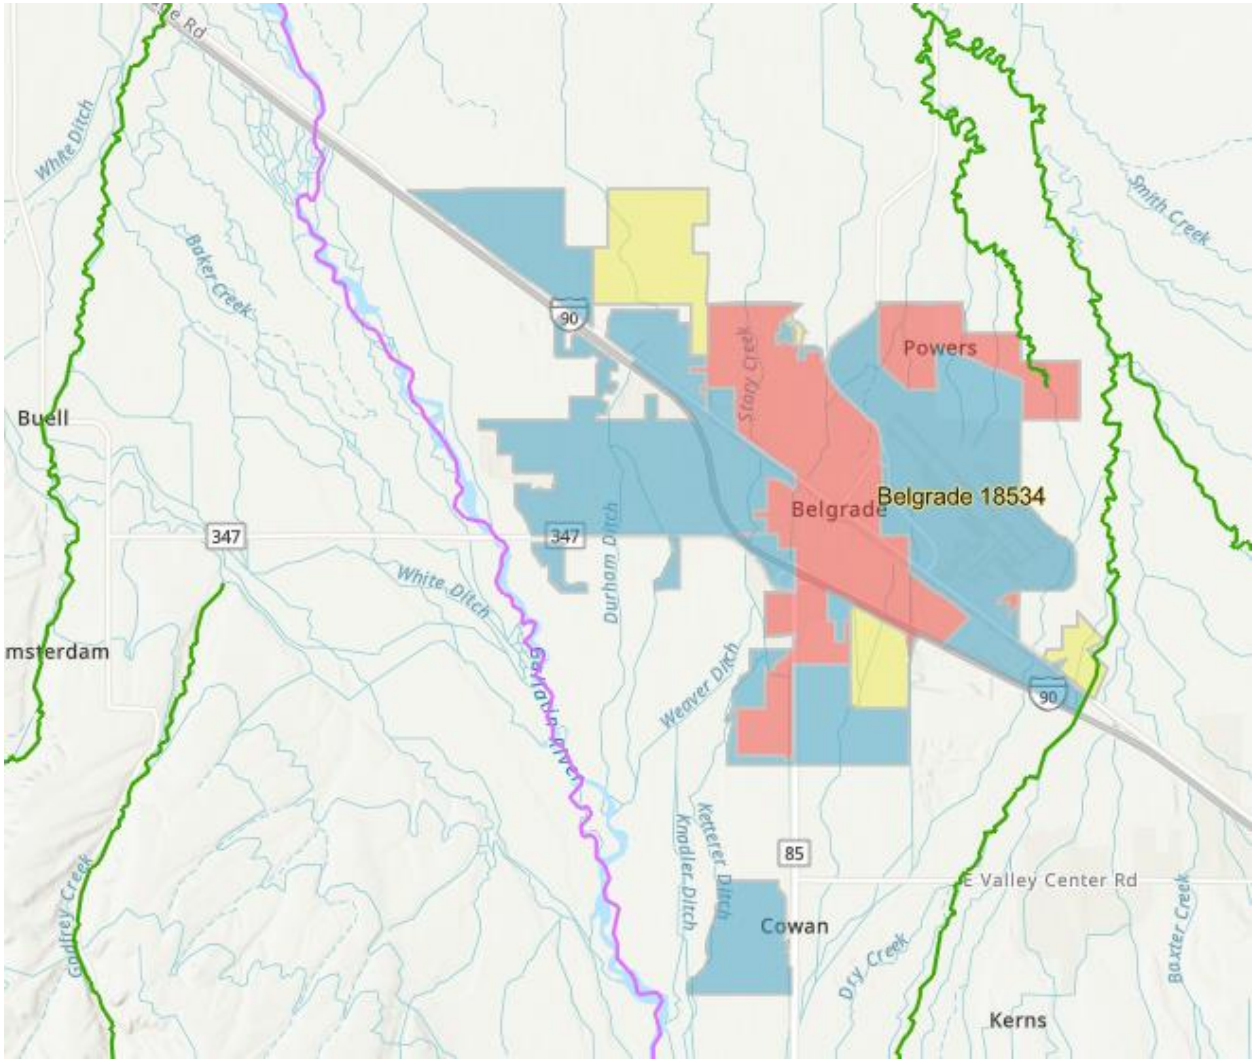 e Rd
White Ditch
Smith Creek
Baker Creek
90
Powers
Story Creek
Buell
Belgrade 18534
Belgrade
347
347
Durham Ditch
White Ditch
msterdam
Gallatin River
Weaver Ditch
90
Ketterer Ditch
Knadler Ditch
85
E Valley Center Rd
Godfrey Creek
Cowan
Baxter Creek
Dry Creek
Kerns